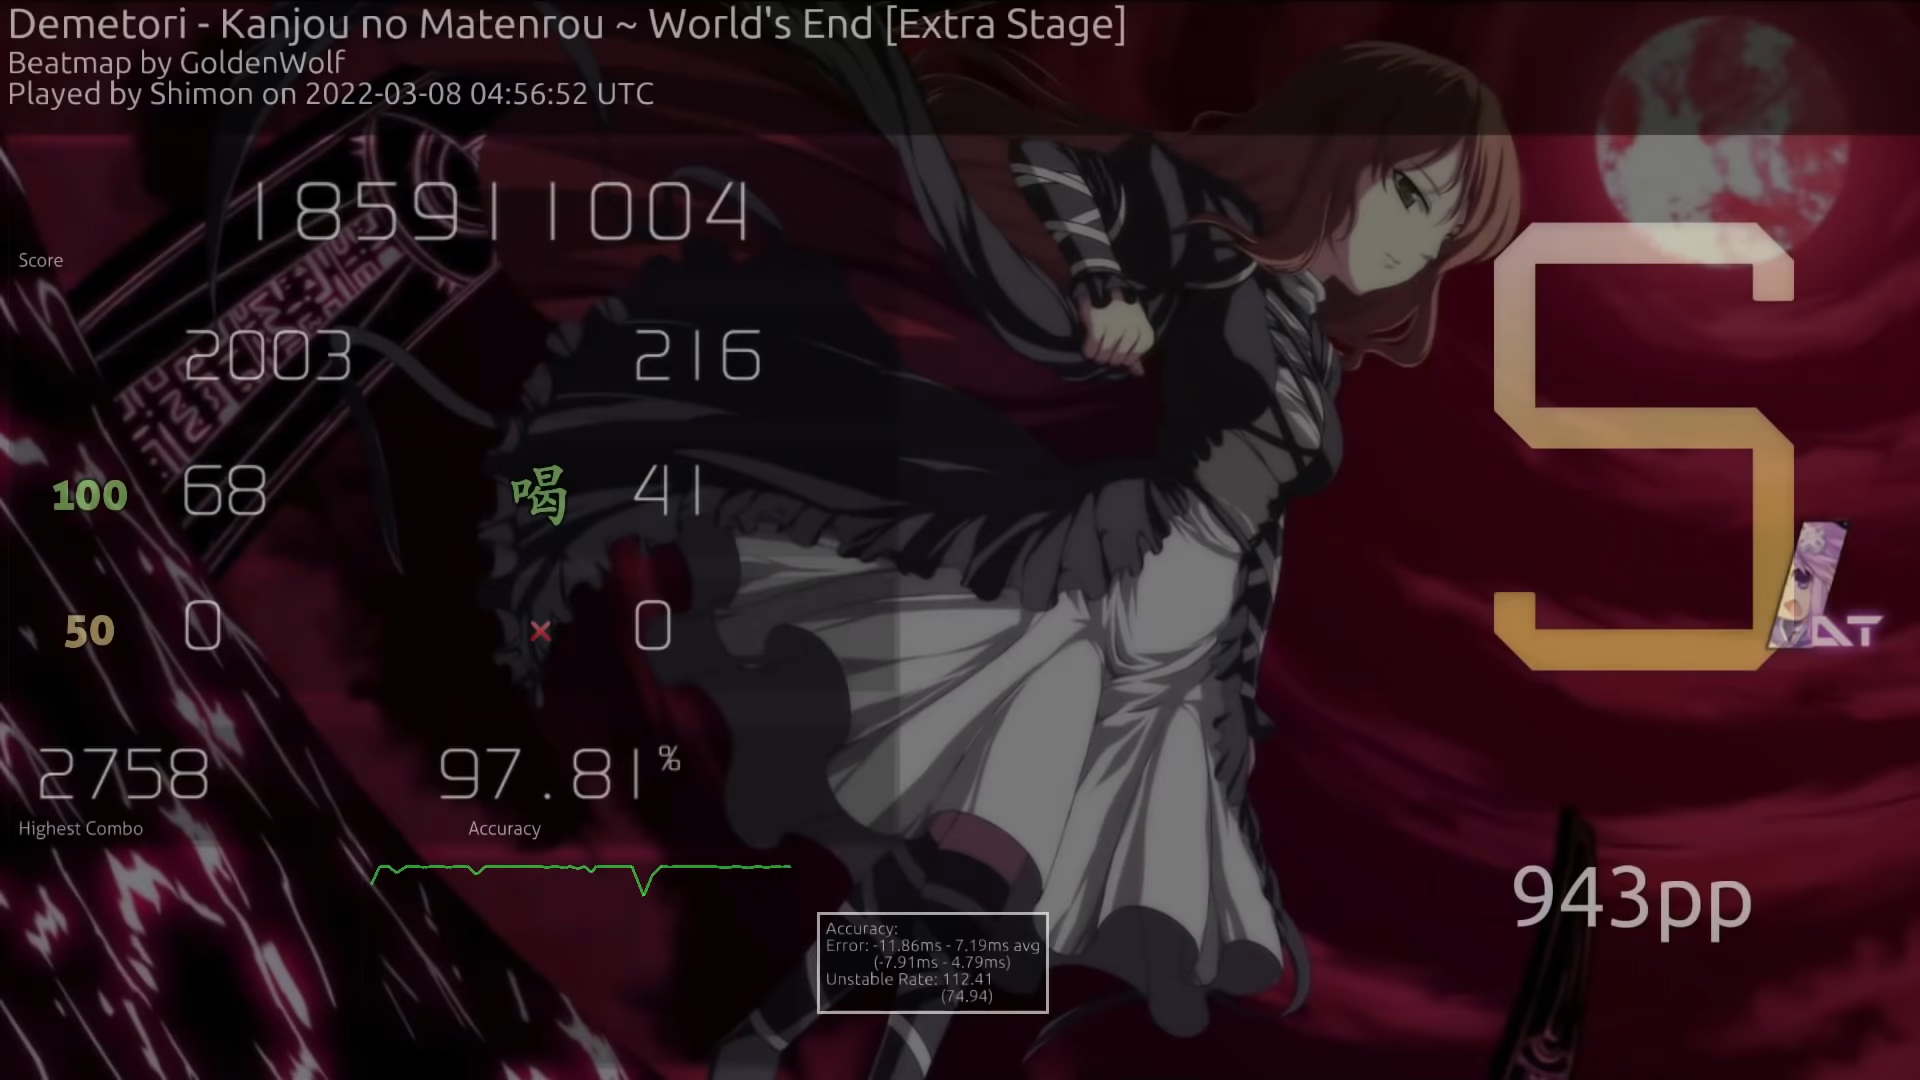 Demetori - Kanjou no Matenrou ~ World's End [Extra Stage]
Beatmap by GoldenWolf
Played by Shimon on 2022-03-08 04:56:52 UTC
185911004
Score
2003 216
100 68 喝 41
50 0 0
2758 97.81%
Highest Combo Accuracy
943pp
Accuracy:
Error: -11.86ms - 7.19ms avg
(-7.91ms - 4.79ms)
Unstable Rate: 112.41
(74.94)